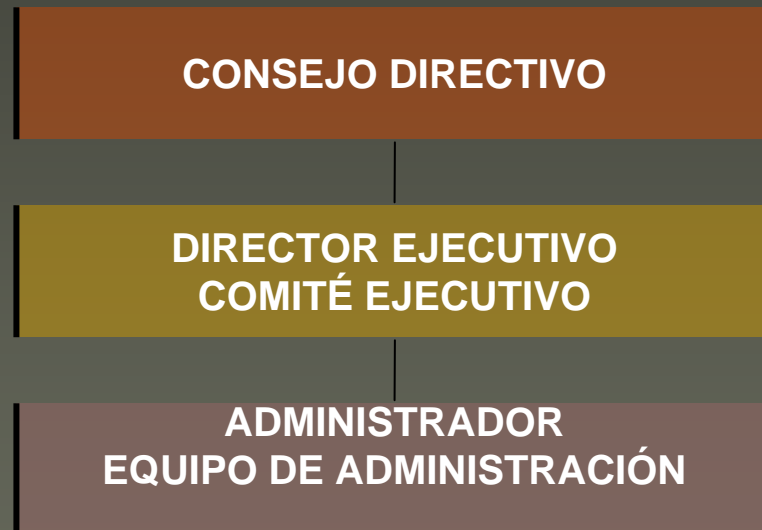 CONSEJO DIRECTIVO
DIRECTOR EJECUTIVO
COMITÉ EJECUTIVO
ADMINISTRADOR
EQUIPO DE ADMINISTRACIÓN